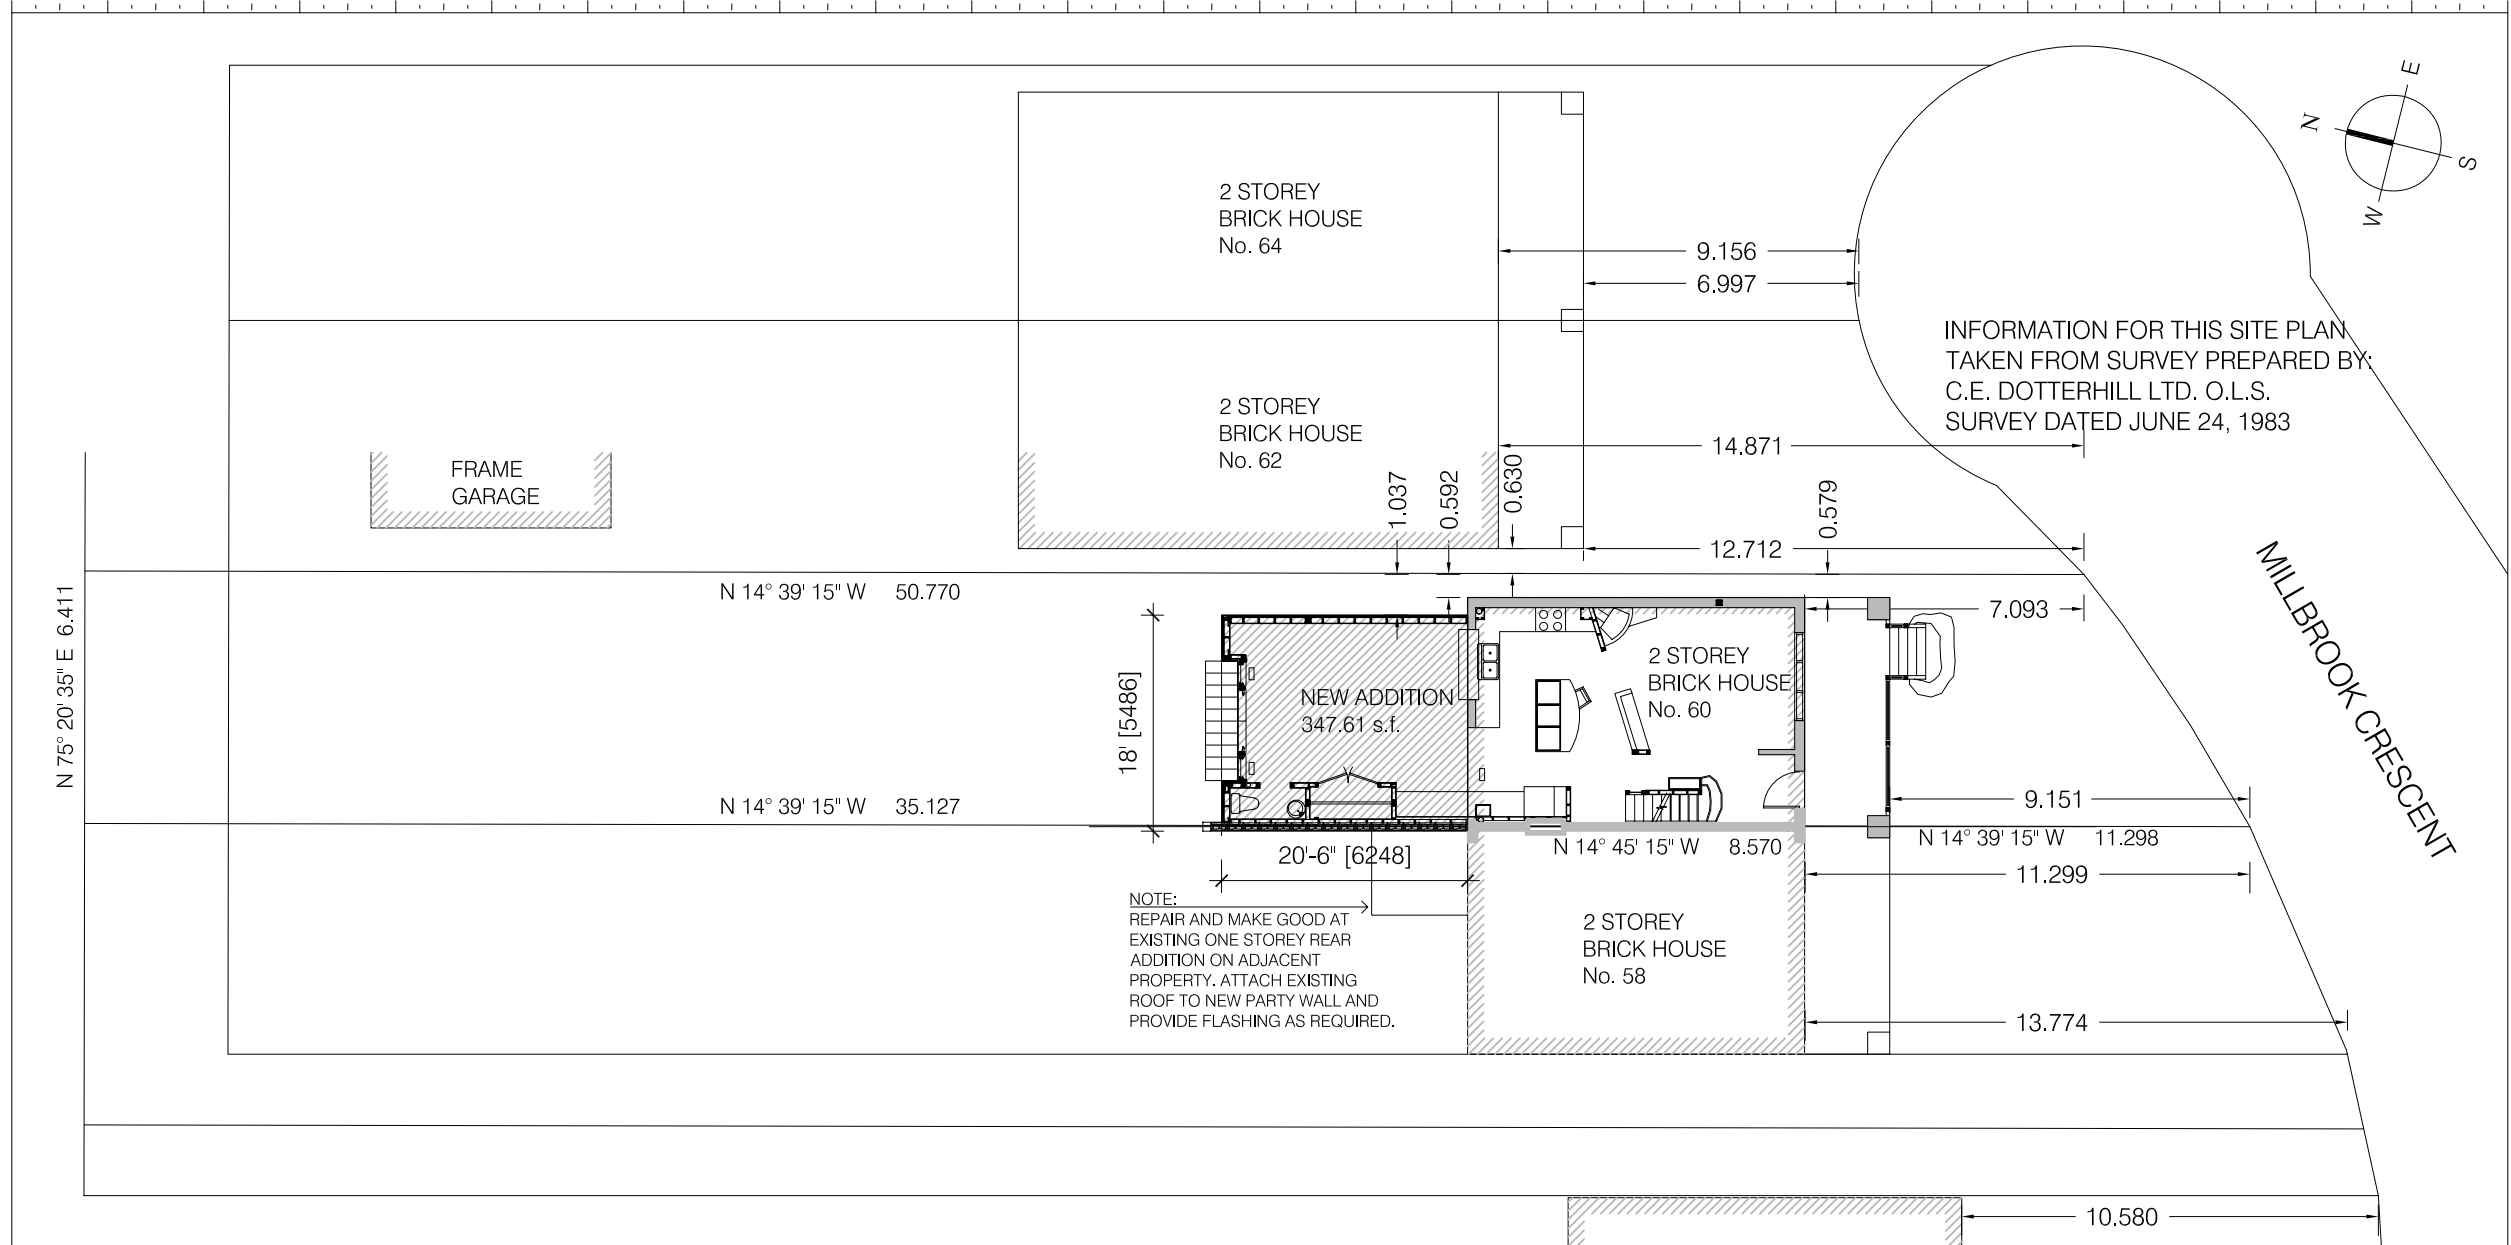 E
N
S
W
2 STOREY
BRICK HOUSE
No. 64
9.156
6.997
INFORMATION FOR THIS SITE PLAN
TAKEN FROM SURVEY PREPARED BY:
C.E. DOTTERHILL LTD. O.L.S.
SURVEY DATED JUNE 24, 1983
2 STOREY
BRICK HOUSE
No. 62
14.871
FRAME
GARAGE
1.037
0.592
0.630
0.579
12.712
MILLBROOK CRESCENT
N 75° 20' 35" E 6.411
N 14° 39' 15" W 50.770
7.093
18' [5486]
NEW ADDITION
347.61 s.f.
2 STOREY
BRICK HOUSE
No. 60
N 14° 39' 15" W 35.127
9.151
20'-6" [6248]
N 14° 45' 15" W 8.570
N 14° 39' 15" W 11.298
11.299
NOTE:
REPAIR AND MAKE GOOD AT
EXISTING ONE STOREY REAR
ADDITION ON ADJACENT
PROPERTY. ATTACH EXISTING
ROOF TO NEW PARTY WALL AND
PROVIDE FLASHING AS REQUIRED.
2 STOREY
BRICK HOUSE
No. 58
13.774
10.580